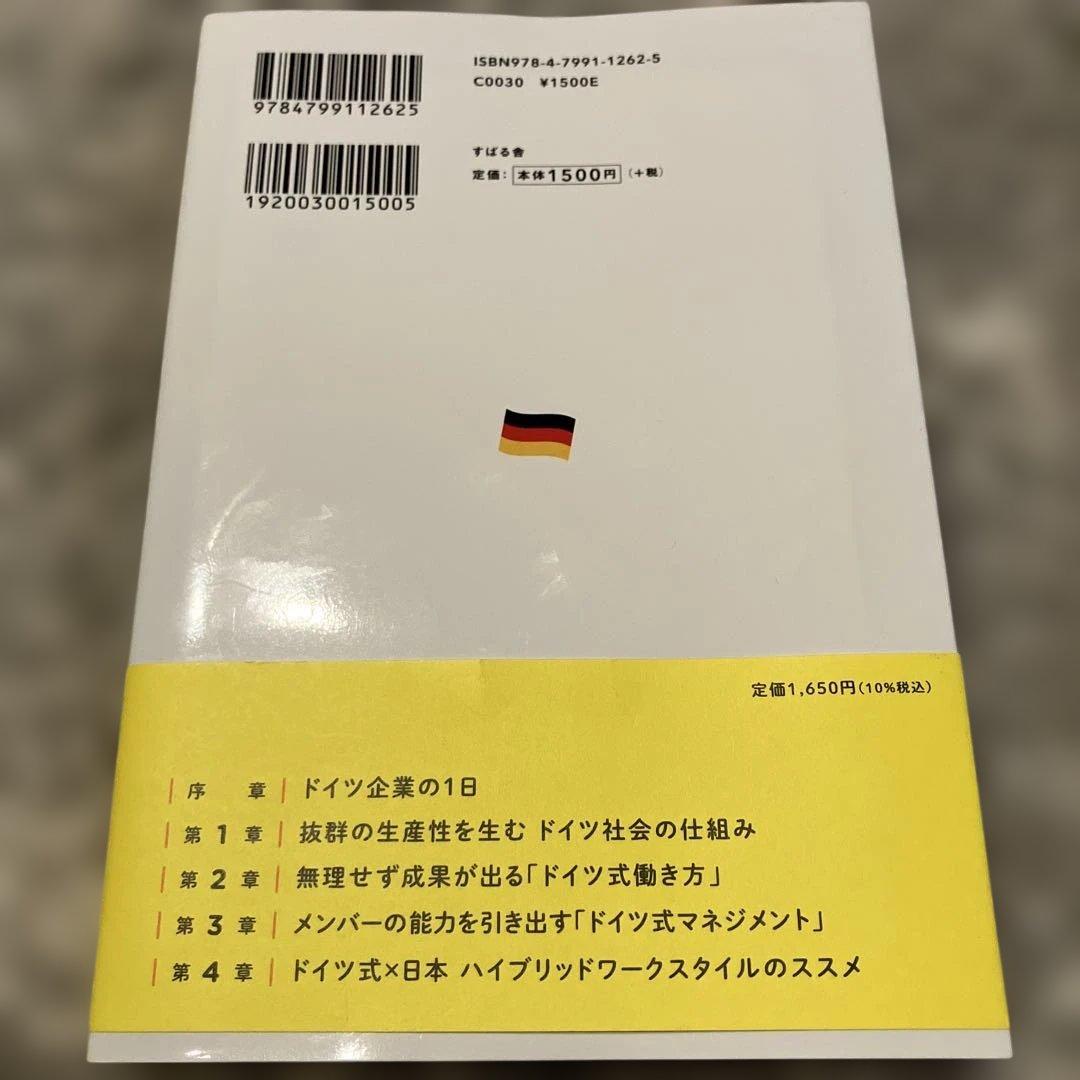 9784799112625
ISBN978-4-7991-1262-5
C0030 ¥1500E
1920030015005
すばる舎
定価：本体1500円（+税）
定価1,650円（10%税込）
序章 ドイツ企業の1日
第1章 抜群の生産性を生む ドイツ社会の仕組み
第2章 無理せず成果が出る「ドイツ式働き方」
第3章 メンバーの能力を引き出す「ドイツ式マネジメント」
第4章 ドイツ式×日本 ハイブリッドワークスタイルのススメ